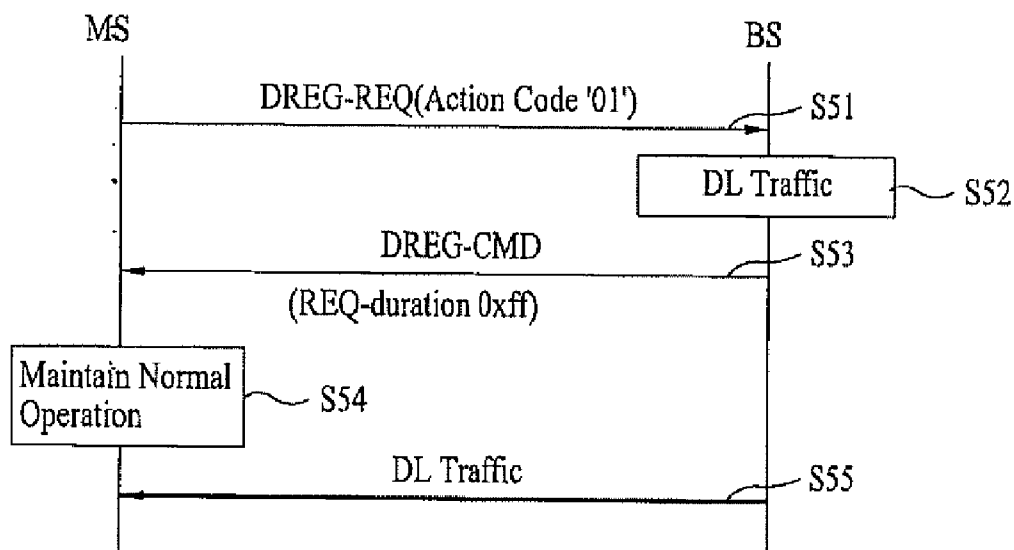 MS
BS
DREG-REQ(Action Code '01')
S51
DL Traffic
S52
DREG-CMD
S53
(REQ-duration 0xff)
Maintain Normal
Operation
S54
DL Traffic
S55